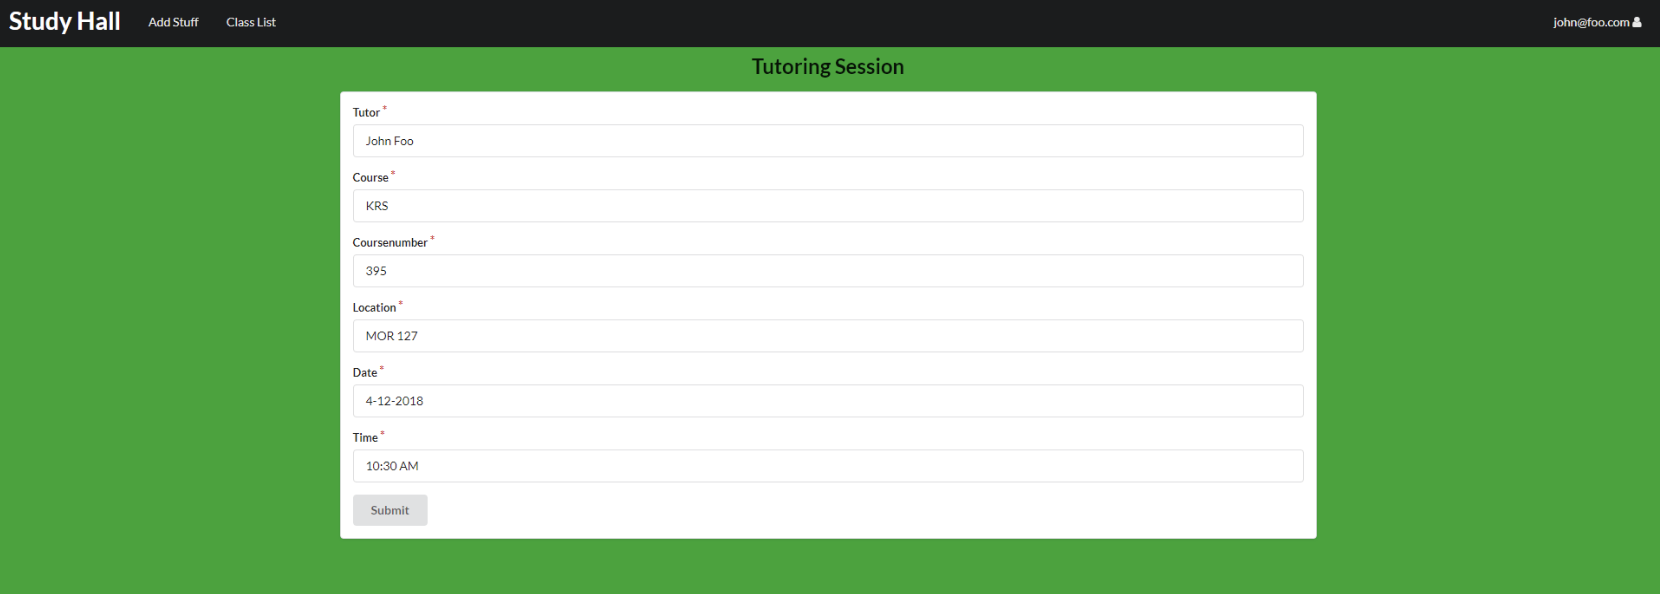 Study Hall Add Stuff Class List john@foo.com
Tutoring Session
Tutor *
John Foo
Course *
KRS
Coursenumber *
395
Location *
MOR 127
Date *
4-12-2018
Time *
10:30 AM
Submit